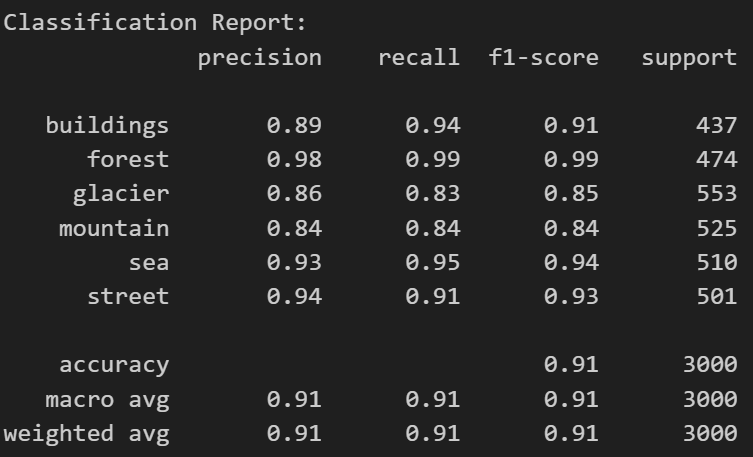 Classification Report:
precision recall f1-score support
buildings 0.89 0.94 0.91 437
forest 0.98 0.99 0.99 474
glacier 0.86 0.83 0.85 553
mountain 0.84 0.84 0.84 525
sea 0.93 0.95 0.94 510
street 0.94 0.91 0.93 501
accuracy 0.91 3000
macro avg 0.91 0.91 0.91 3000
weighted avg 0.91 0.91 0.91 3000